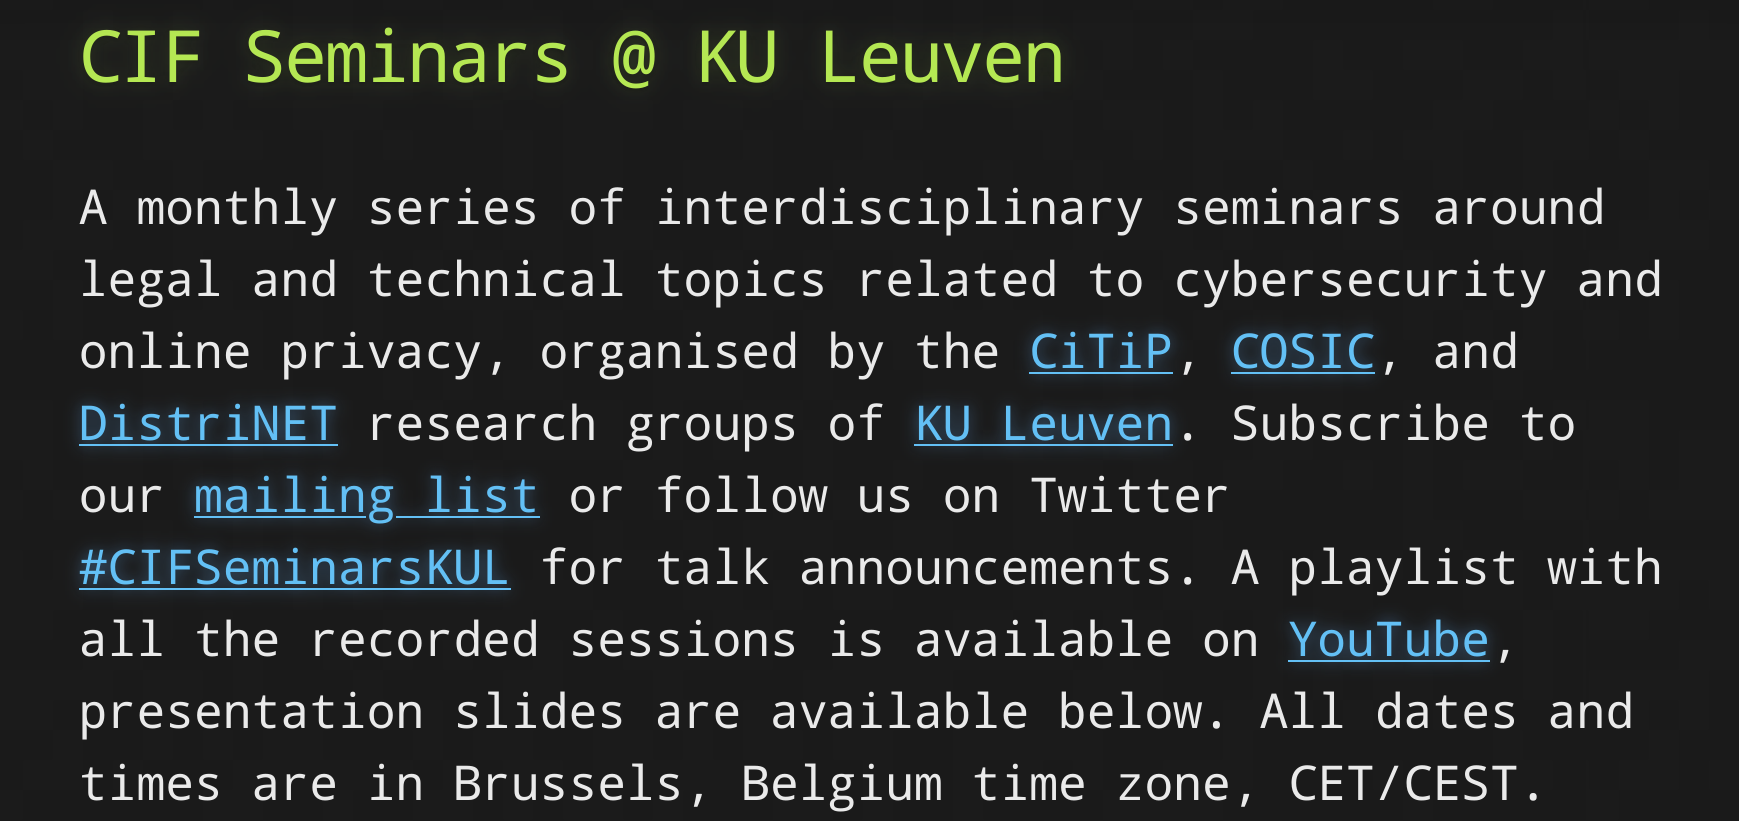 CIF Seminars @ KU Leuven
A monthly series of interdisciplinary seminars around
legal and technical topics related to cybersecurity and
online privacy, organised by the CiTiP, COSIC, and
DistriNET research groups of KU Leuven. Subscribe to
our mailing list or follow us on Twitter
#CIFSeminarsKUL for talk announcements. A playlist with
all the recorded sessions is available on YouTube,
presentation slides are available below. All dates and
times are in Brussels, Belgium time zone, CET/CEST.